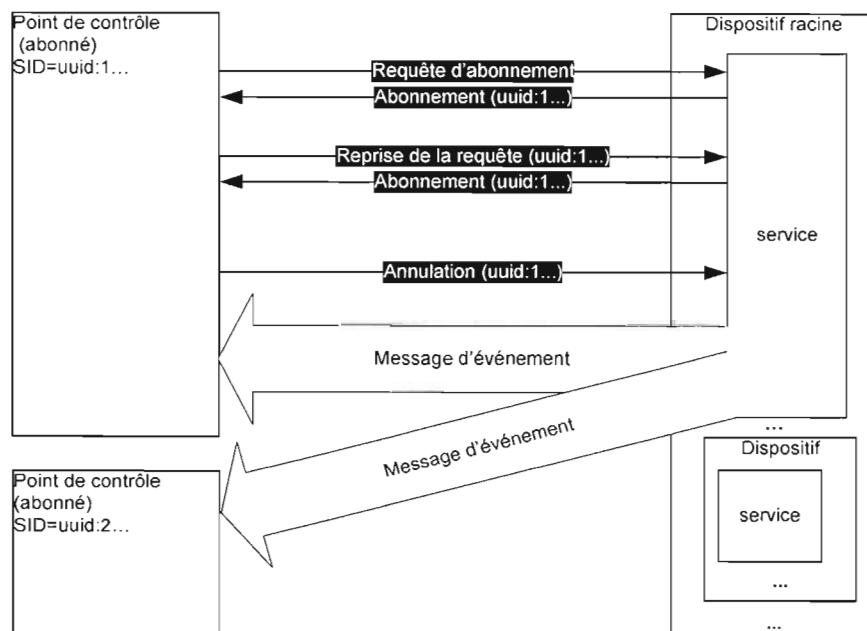 Point de contrôle
(abonné)
SID=uuid:1...
Dispositif racine
Requête d'abonnement
Abonnement (uuid:1...)
Reprise de la requête (uuid:1...)
Abonnement (uuid:1...)
service
Annulation (uuid:1...)
Message d'événement
Message d'événement
...
Dispositif
service
...
...
Point de contrôle
(abonné)
SID=uuid:2...